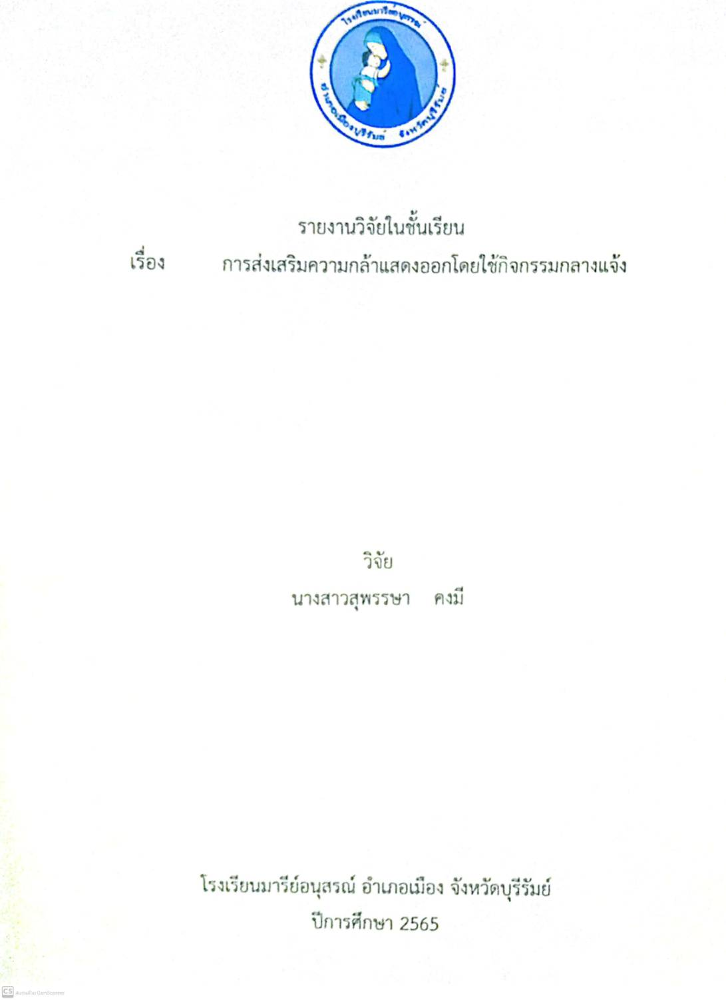 โรงเรียนมารีย์อนุสรณ์
อำเภอเมืองบุรีรัมย์ จังหวัดบุรีรัมย์
รายงานวิจัยในชั้นเรียน
เรื่อง การส่งเสริมความกล้าแสดงออกโดยใช้กิจกรรมกลางแจ้ง
วิจัย
นางสาวสุพรรษา คงมี
โรงเรียนมารีย์อนุสรณ์ อำเภอเมือง จังหวัดบุรีรัมย์
ปีการศึกษา 2565
CS สแกนด้วย CamScanner